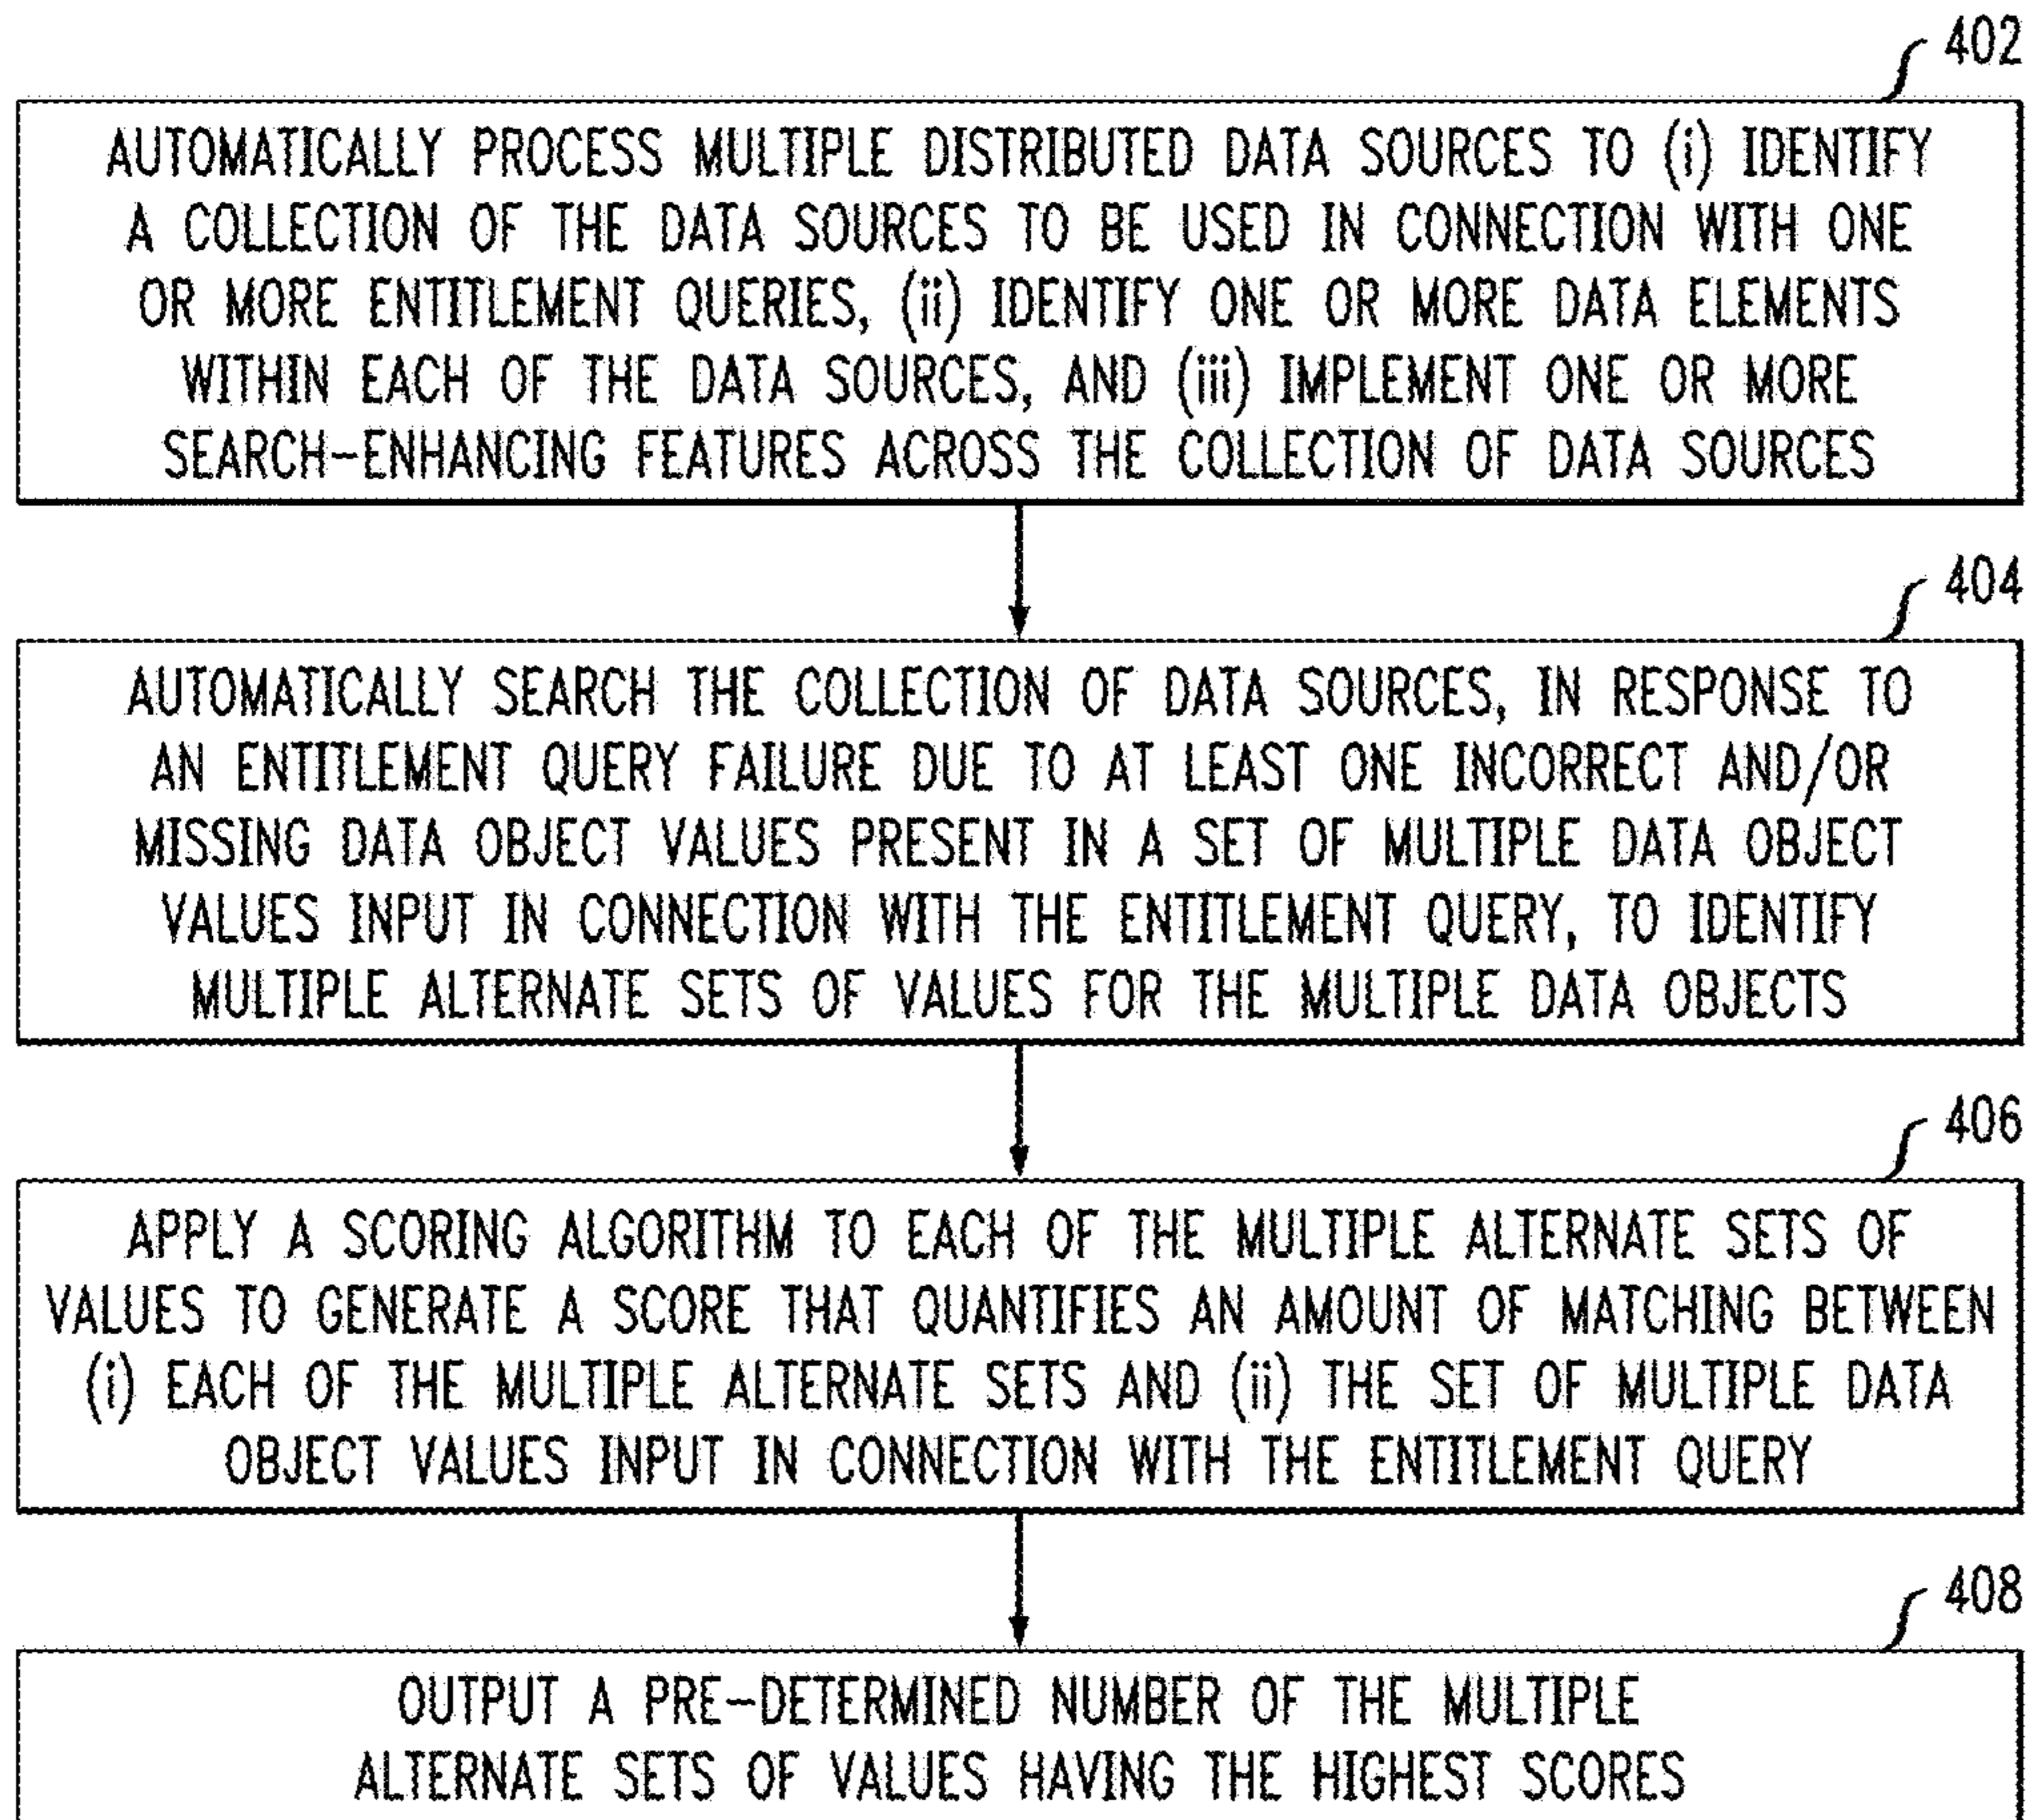 402
AUTOMATICALLY PROCESS MULTIPLE DISTRIBUTED DATA SOURCES TO (i) IDENTIFY
A COLLECTION OF THE DATA SOURCES TO BE USED IN CONNECTION WITH ONE
OR MORE ENTITLEMENT QUERIES, (ii) IDENTIFY ONE OR MORE DATA ELEMENTS
WITHIN EACH OF THE DATA SOURCES, AND (iii) IMPLEMENT ONE OR MORE
SEARCH-ENHANCING FEATURES ACROSS THE COLLECTION OF DATA SOURCES
404
AUTOMATICALLY SEARCH THE COLLECTION OF DATA SOURCES, IN RESPONSE TO
AN ENTITLEMENT QUERY FAILURE DUE TO AT LEAST ONE INCORRECT AND/OR
MISSING DATA OBJECT VALUES PRESENT IN A SET OF MULTIPLE DATA OBJECT
VALUES INPUT IN CONNECTION WITH THE ENTITLEMENT QUERY, TO IDENTIFY
MULTIPLE ALTERNATE SETS OF VALUES FOR THE MULTIPLE DATA OBJECTS
406
APPLY A SCORING ALGORITHM TO EACH OF THE MULTIPLE ALTERNATE SETS OF
VALUES TO GENERATE A SCORE THAT QUANTIFIES AN AMOUNT OF MATCHING BETWEEN
(i) EACH OF THE MULTIPLE ALTERNATE SETS AND (ii) THE SET OF MULTIPLE DATA
OBJECT VALUES INPUT IN CONNECTION WITH THE ENTITLEMENT QUERY
408
OUTPUT A PRE-DETERMINED NUMBER OF THE MULTIPLE
ALTERNATE SETS OF VALUES HAVING THE HIGHEST SCORES